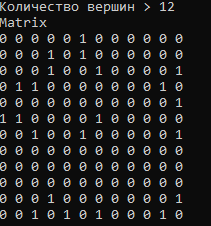 Количество вершин > 12
Matrix
0 0 0 0 0 1 0 0 0 0 0 0
0 0 0 1 0 1 0 0 0 0 0 0
0 0 0 1 0 0 1 0 0 0 0 1
0 1 1 0 0 0 0 0 0 0 1 0
0 0 0 0 0 0 0 0 0 0 0 1
1 1 0 0 0 0 1 0 0 0 0 0
0 0 1 0 0 1 0 0 0 0 0 1
0 0 0 0 0 0 0 0 0 0 0 0
0 0 0 0 0 0 0 0 0 0 0 0
0 0 0 0 0 0 0 0 0 0 0 0
0 0 0 1 0 0 0 0 0 0 0 1
0 0 1 0 1 0 1 0 0 0 1 0